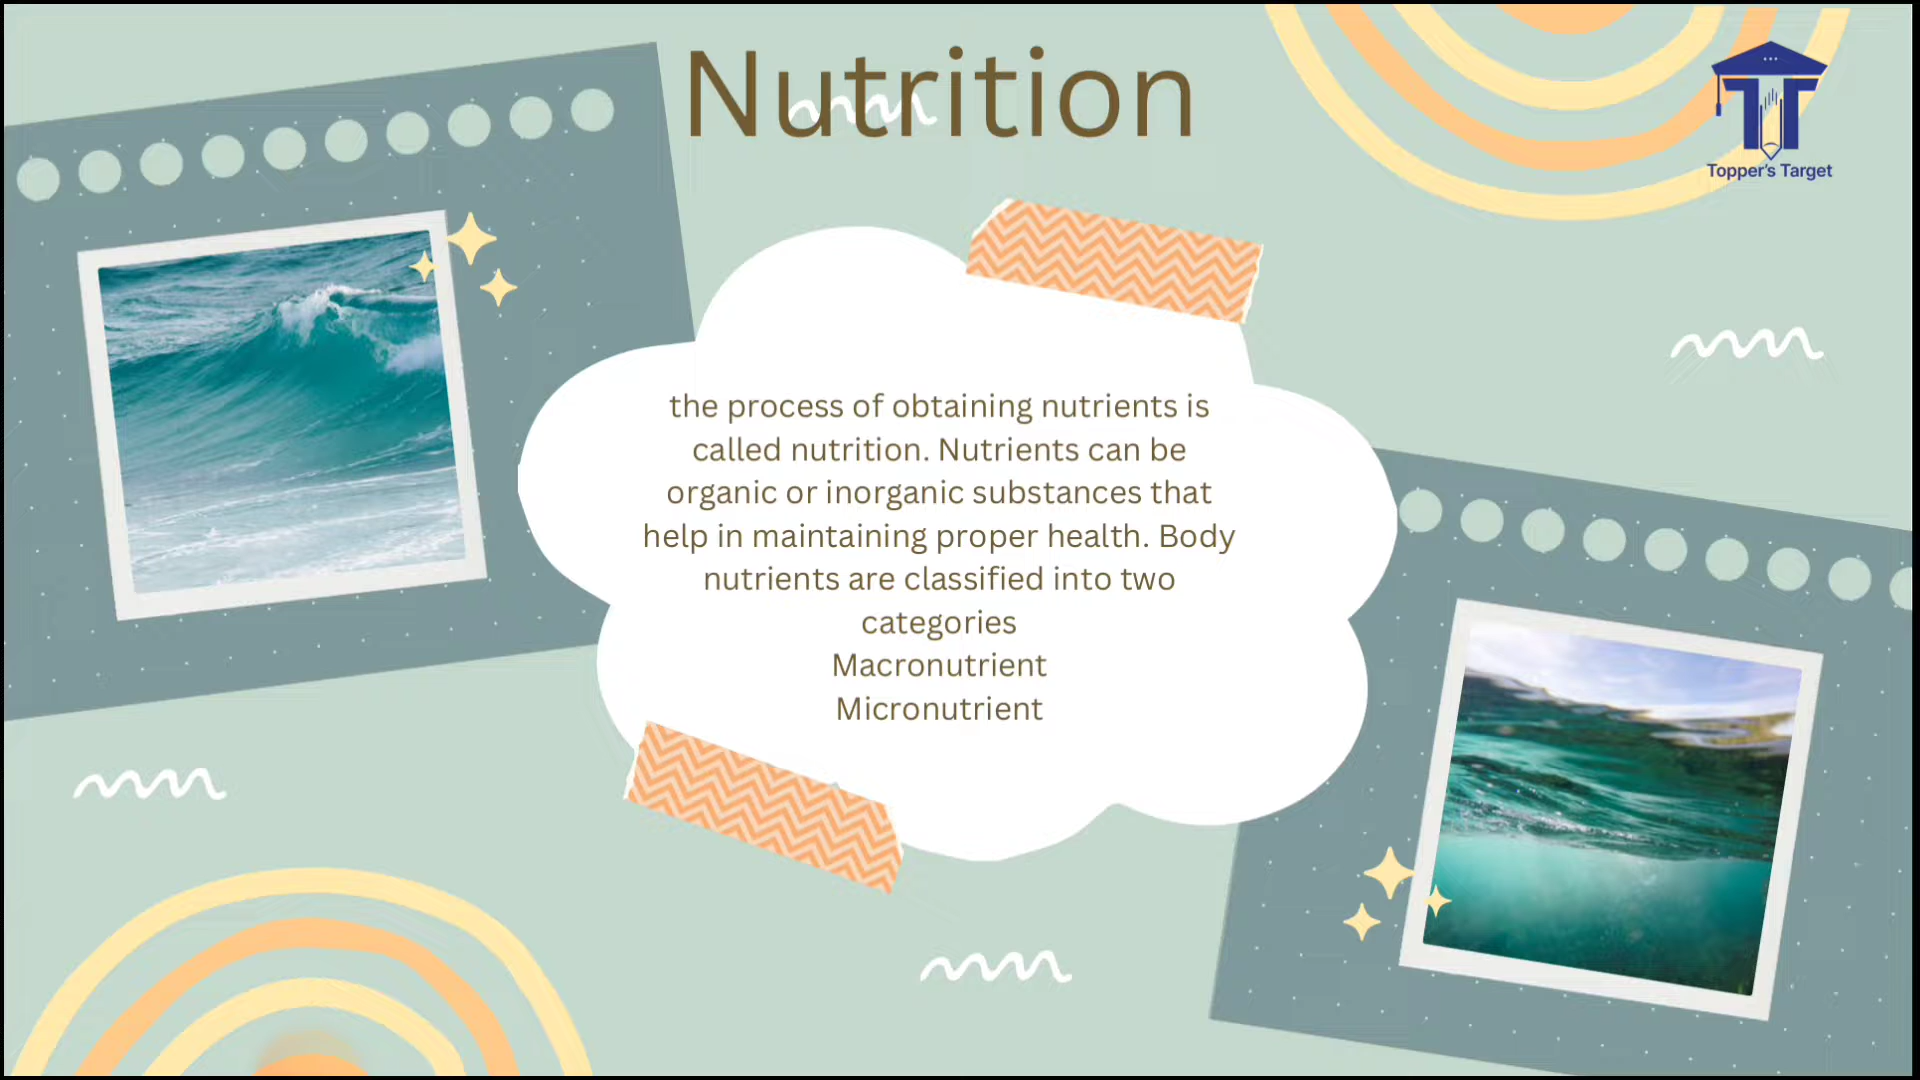 Nutrition
Topper's Target
the process of obtaining nutrients is
called nutrition. Nutrients can be
organic or inorganic substances that
help in maintaining proper health. Body
nutrients are classified into two
categories
Macronutrient
Micronutrient